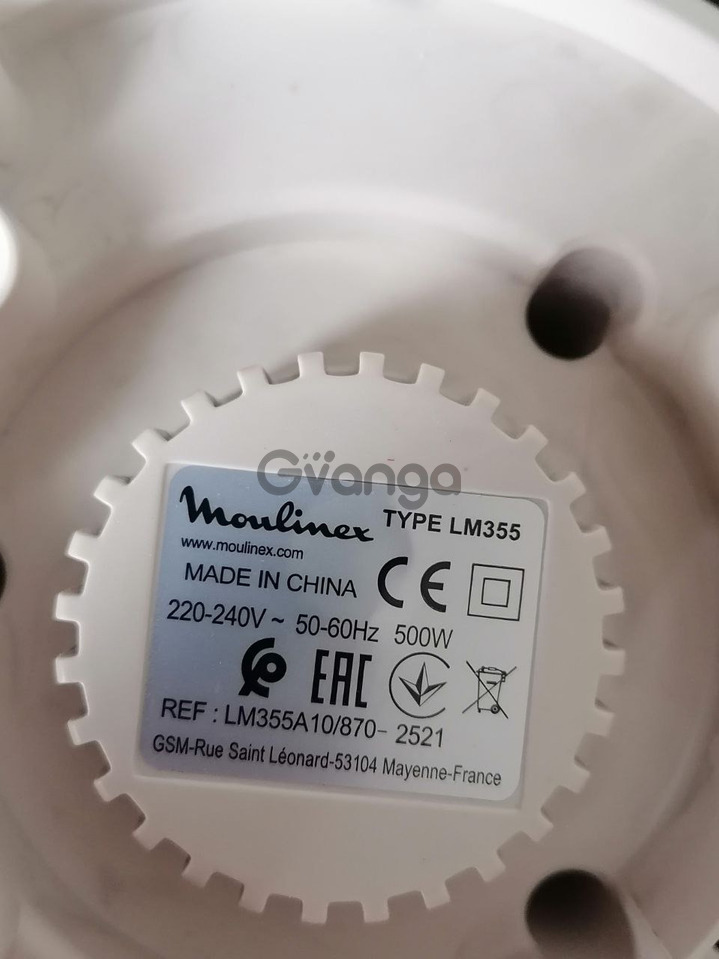 Gvanga
Moulinex TYPE LM355
www.moulinex.com
MADE IN CHINA CE
220-240V ~ 50-60Hz 500W
EAC
REF : LM355A10/870- 2521
GSM-Rue Saint Léonard-53104 Mayenne-France